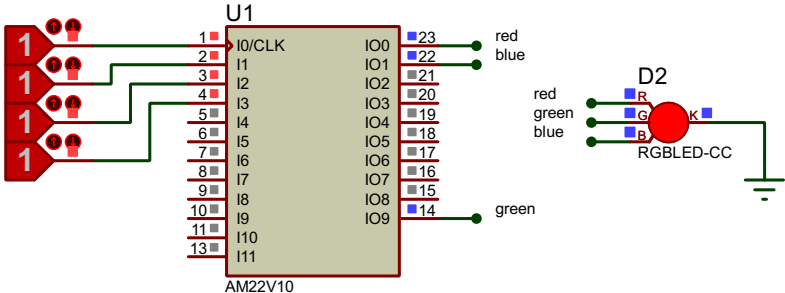 U1
1
1
1
1
1 I0/CLK IO0 23 red
2 I1 IO1 22 blue
3 I2 IO2 21
4 I3 IO3 20
5 I4 IO4 19
6 I5 IO5 18
7 I6 IO6 17
8 I7 IO7 16
9 I8 IO8 15
10 I9 IO9 14 green
11 I10
13 I11
AM22V10
D2
red R
green G K
blue B
RGBLED-CC